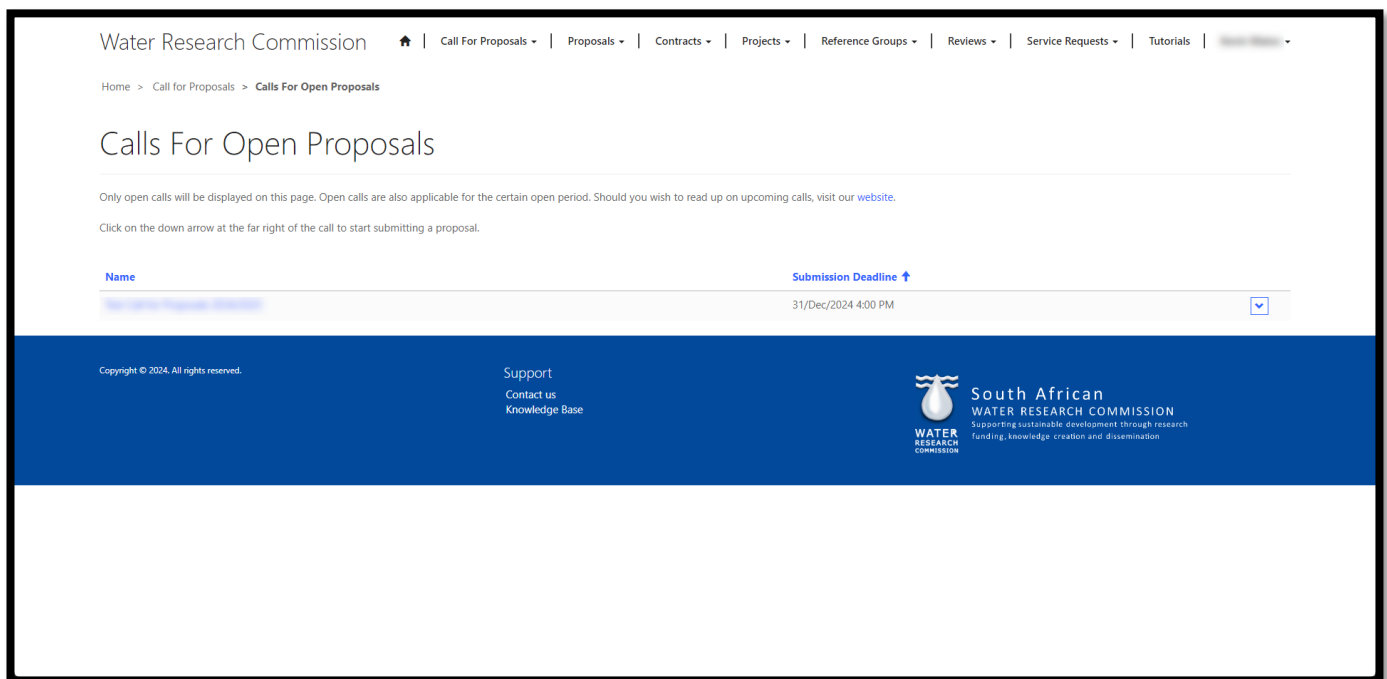 Water Research Commission
Call For Proposals
Proposals
Contracts
Projects
Reference Groups
Reviews
Service Requests
Tutorials
Home > Call for Proposals > Calls For Open Proposals
Calls For Open Proposals
Only open calls will be displayed on this page. Open calls are also applicable for the certain open period. Should you wish to read up on upcoming calls, visit our website.
Click on the down arrow at the far right of the call to start submitting a proposal.
Name
Submission Deadline
31/Dec/2024 4:00 PM
Copyright © 2024. All rights reserved.
Support
Contact us
Knowledge Base
WATER
RESEARCH
COMMISSION
South African
WATER RESEARCH COMMISSION
Supporting sustainable development through research
funding, knowledge creation and dissemination